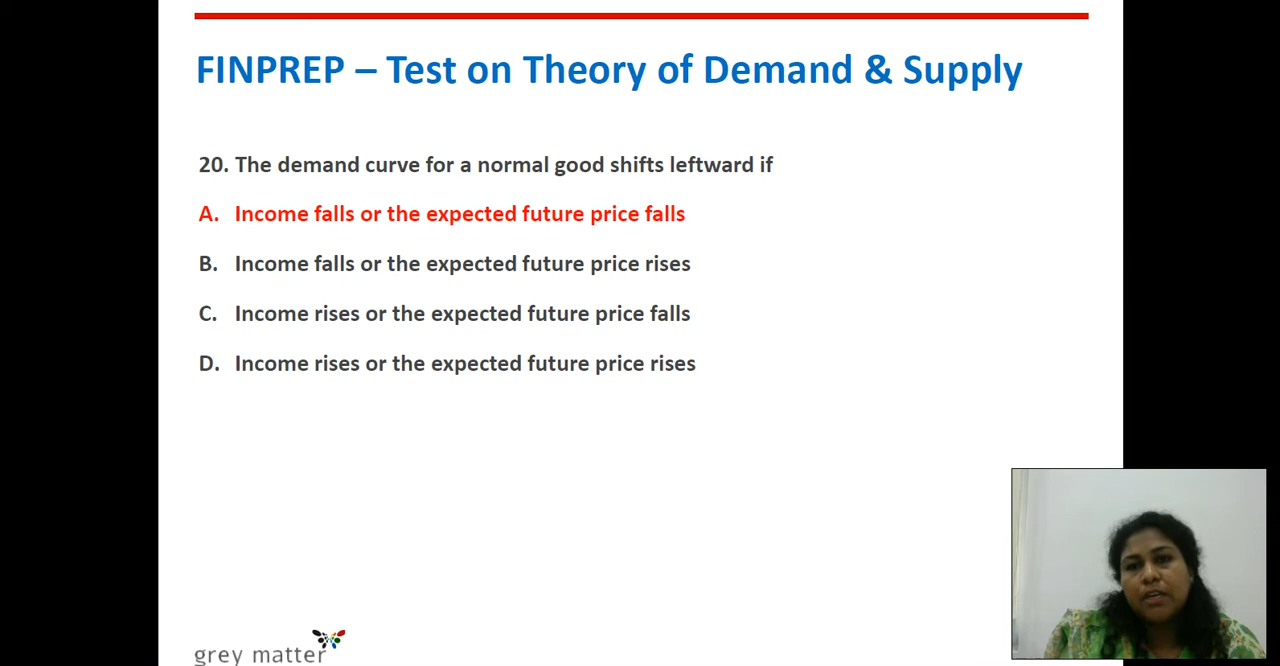 FINPREP – Test on Theory of Demand & Supply
20. The demand curve for a normal good shifts leftward if
A. Income falls or the expected future price falls
B. Income falls or the expected future price rises
C. Income rises or the expected future price falls
D. Income rises or the expected future price rises
grey matter